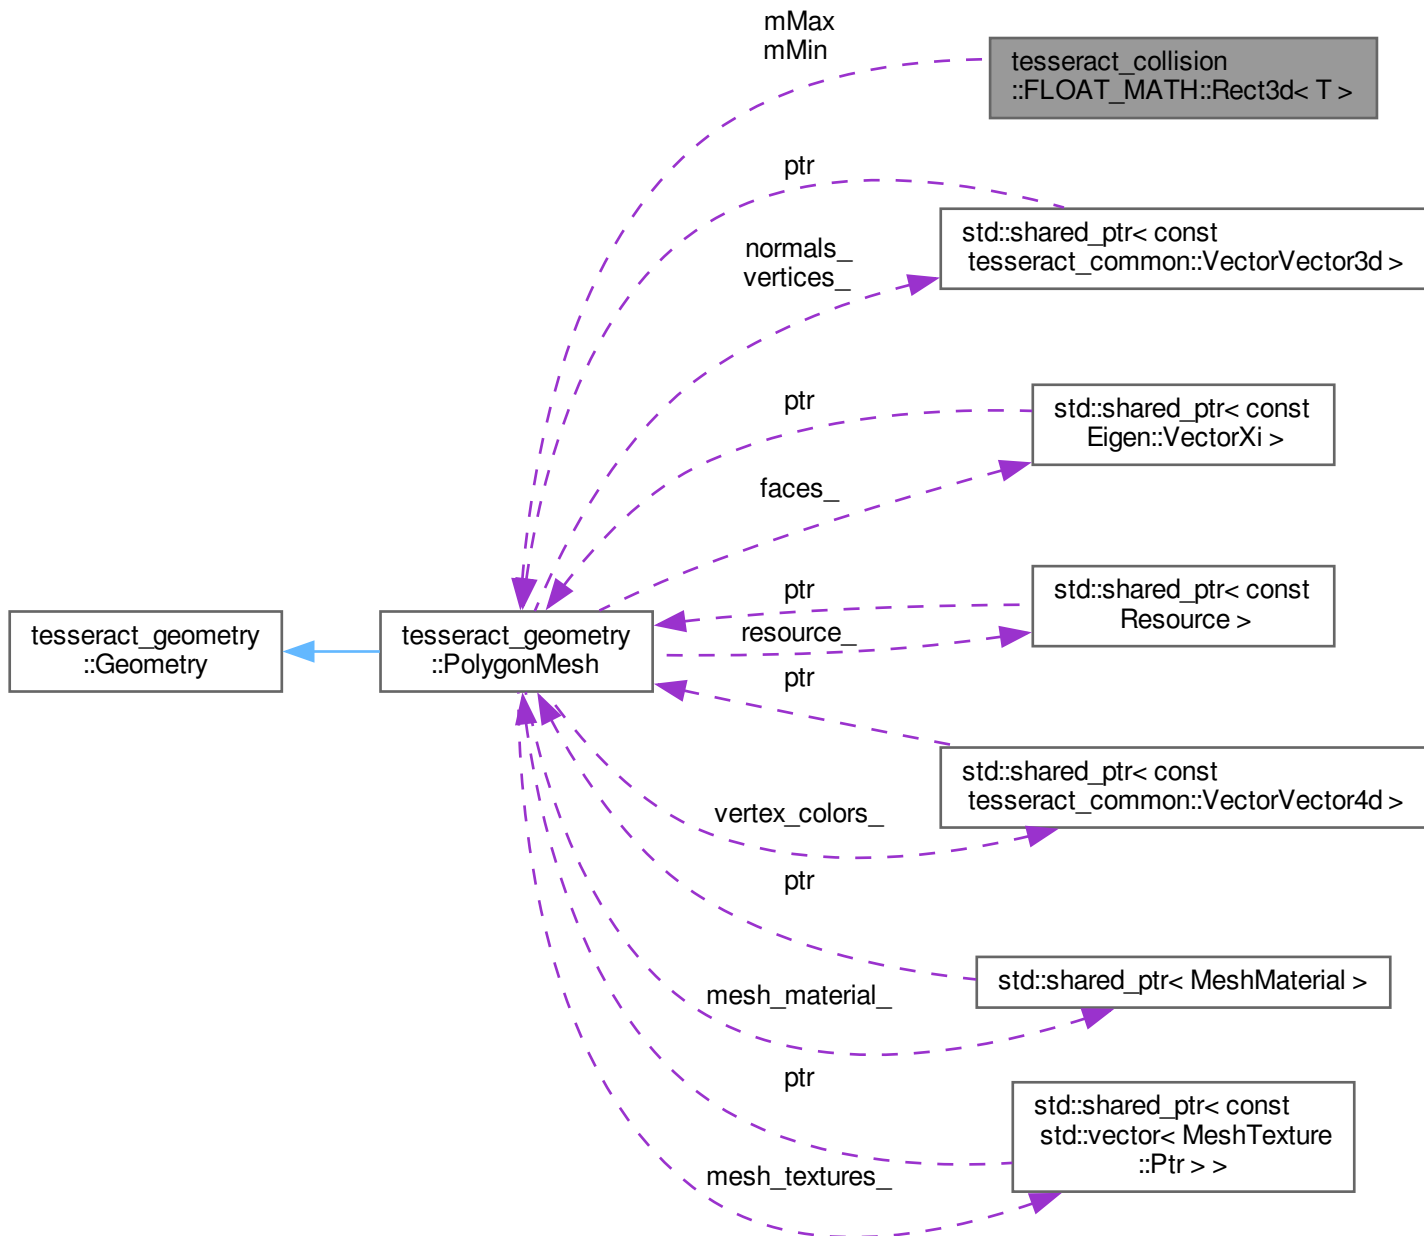 mMax
mMin
tesseract_collision
::FLOAT_MATH::Rect3d< T >
ptr
std::shared_ptr< const
tesseract_common::VectorVector3d >
normals_
vertices_
ptr
std::shared_ptr< const
Eigen::VectorXi >
faces_
ptr
std::shared_ptr< const
Resource >
resource_
tesseract_geometry
::Geometry
tesseract_geometry
::PolygonMesh
ptr
std::shared_ptr< const
tesseract_common::VectorVector4d >
vertex_colors_
ptr
std::shared_ptr< MeshMaterial >
mesh_material_
ptr
std::shared_ptr< const
std::vector< MeshTexture
::Ptr > >
mesh_textures_